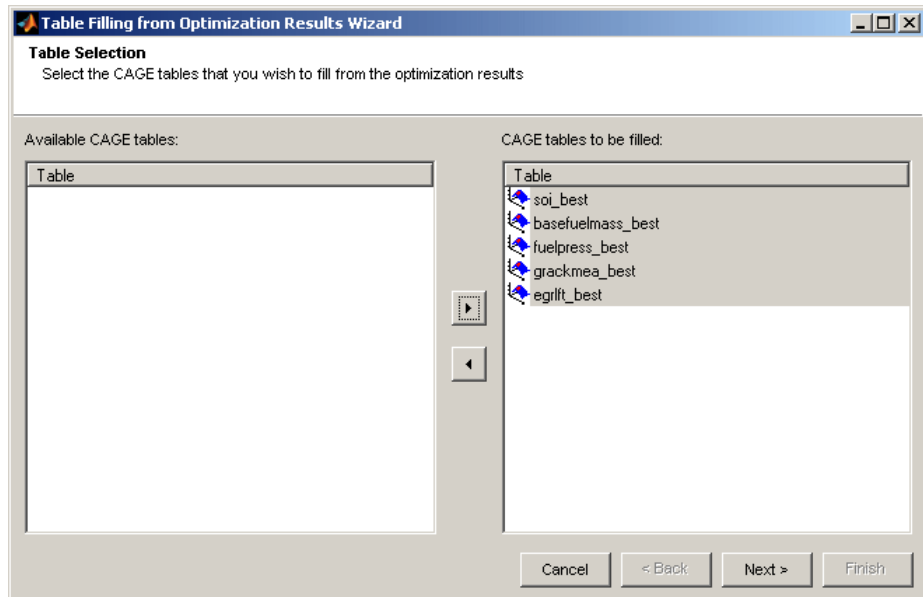 Table Filling from Optimization Results Wizard
Table Selection
Select the CAGE tables that you wish to fill from the optimization results
Available CAGE tables:
CAGE tables to be filled:
Table
Table
soi_best
basefuelmass_best
fuelpress_best
grackmea_best
egrlft_best
Cancel
< Back
Next >
Finish